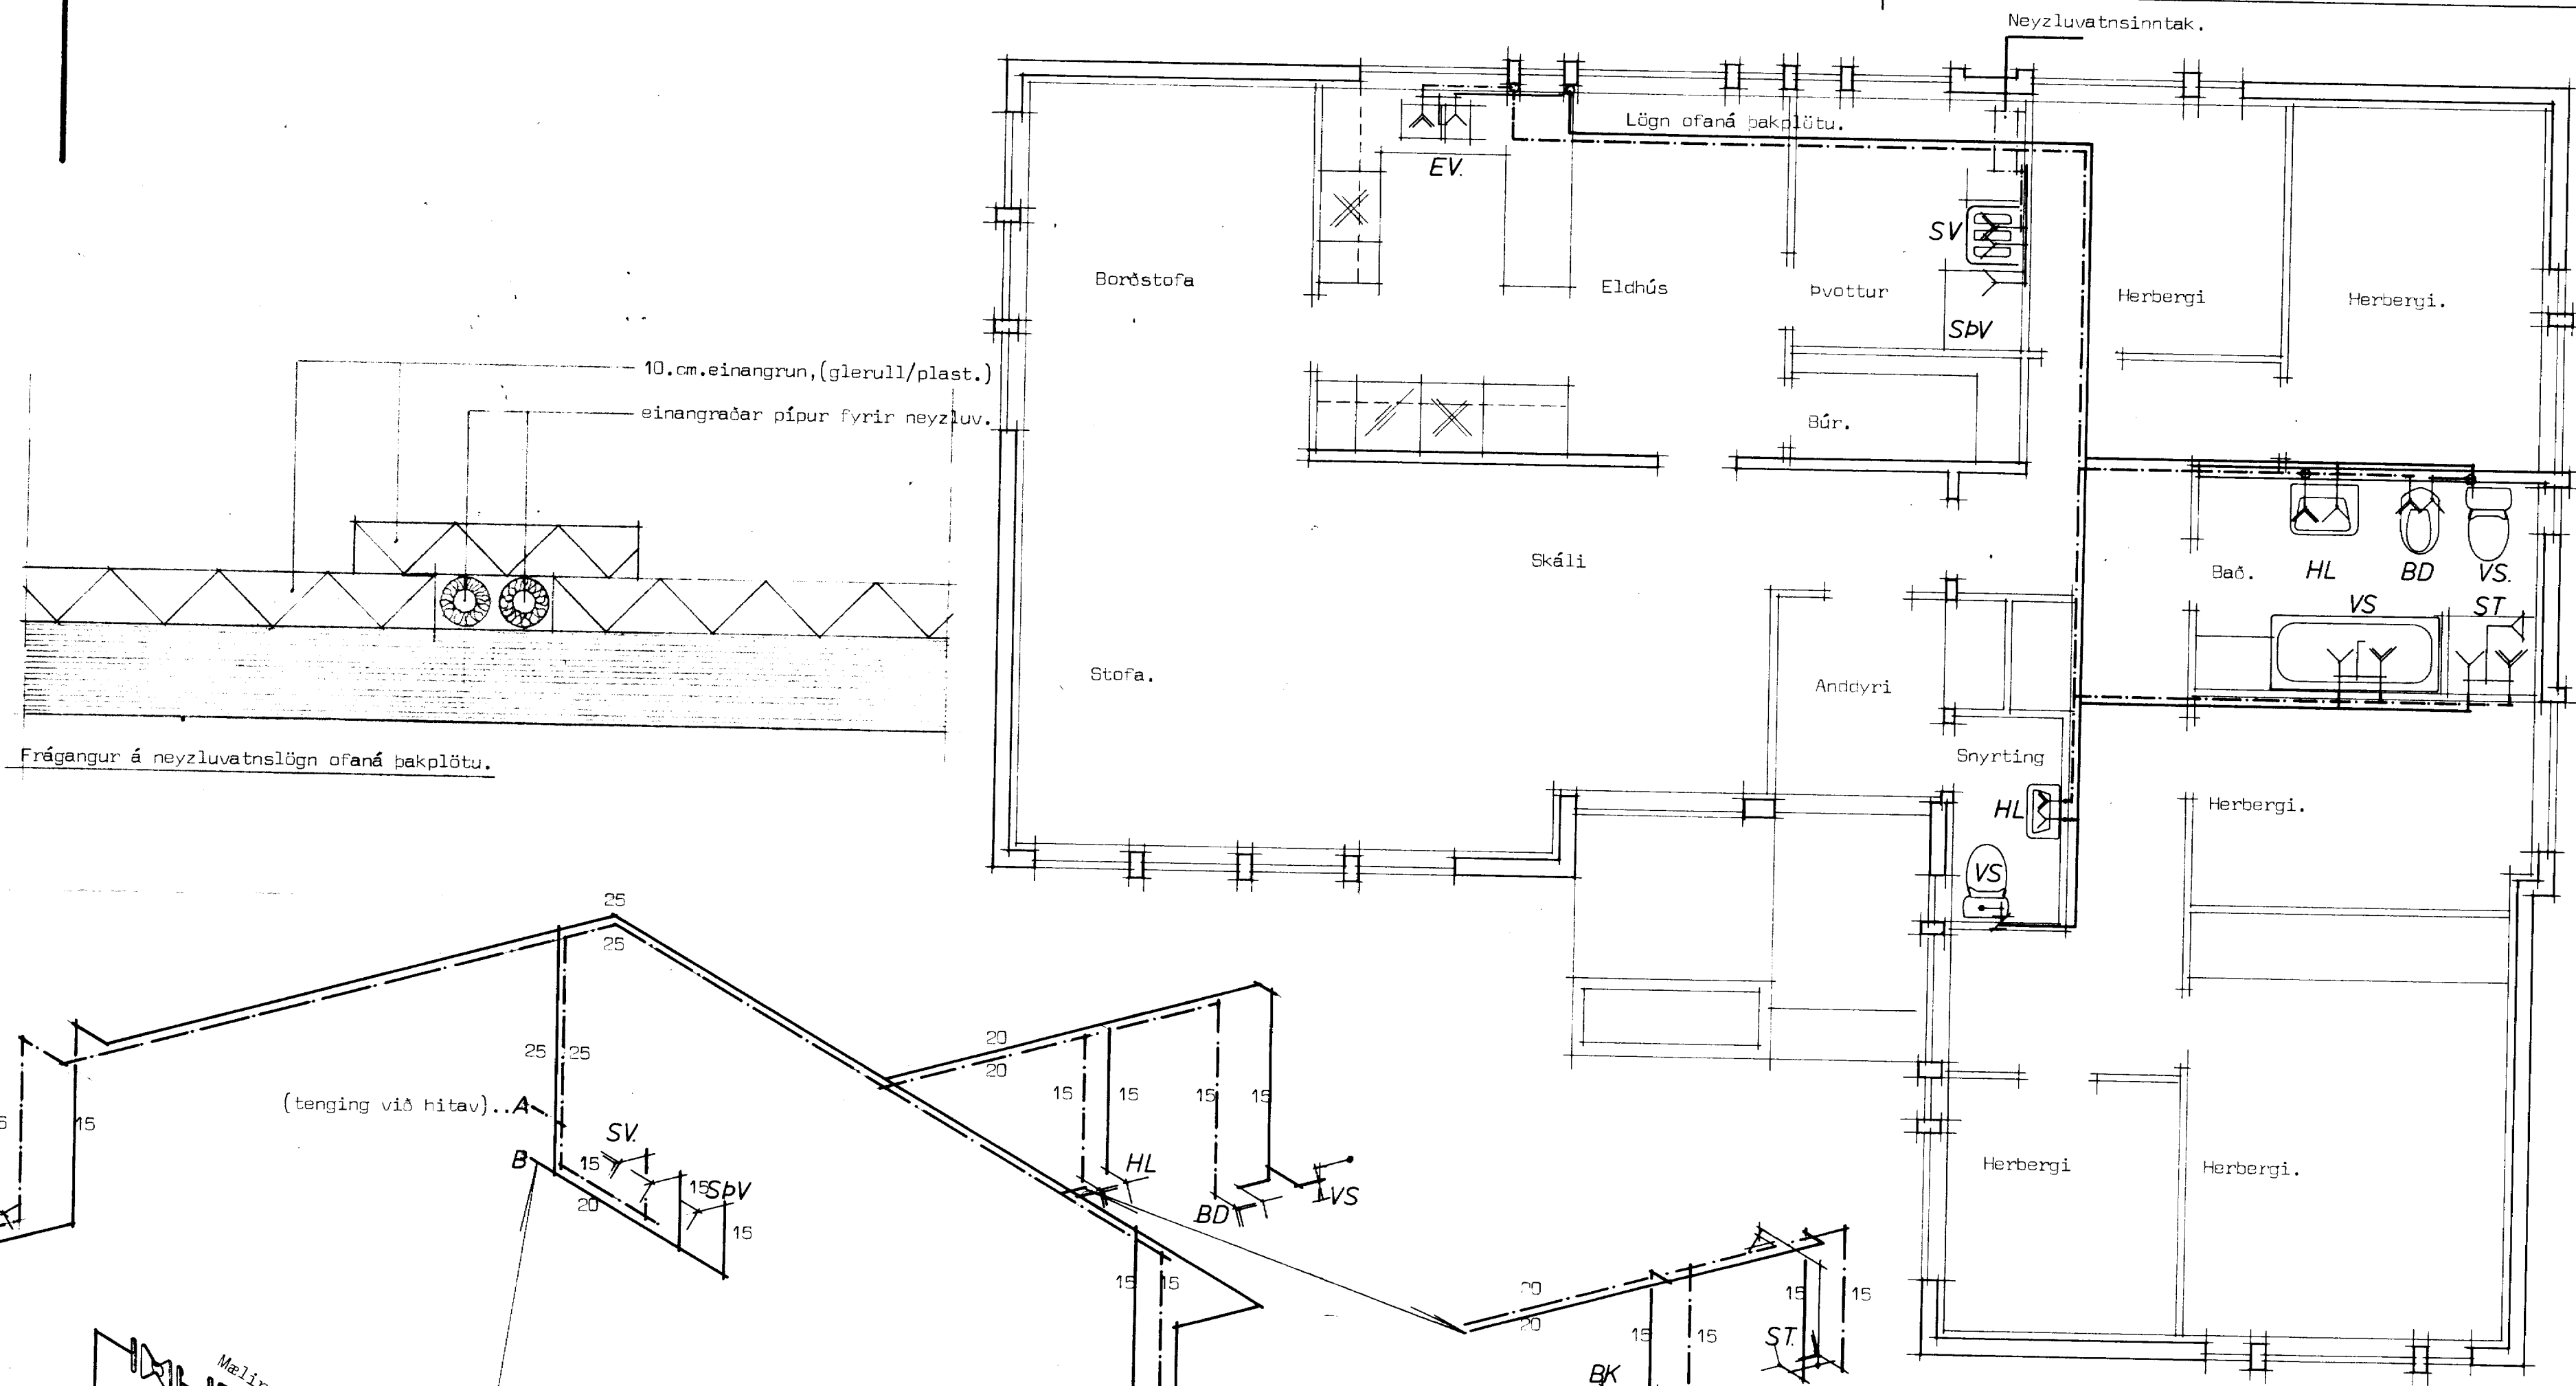 Neyzluvatnsinntak.
Lögn ofaná þakplötu.
EV.
SV
Borðstofa
Eldhús
Þvottur
Herbergi
Herbergi.
SÞV
10.cm.einangrun,(glerull/plast.)
einangraðar pípur fyrir neyzluv.
Búr.
Skáli
Bað.
HL
BD
VS.
VS
ST
Stofa.
Anddyri
Frágangur á neyzluvatnslögn ofaná þakplötu.
Snyrting
HL
Herbergi.
VS
Herbergi
Herbergi.
25
25
25
25
20
20
(tenging við hitav)..A
15
15
15
15
15
SV.
B
15
15
SÞV
20
15
HL
BD
VS
15
15
20
20
15
15
15
15
ST.
BK